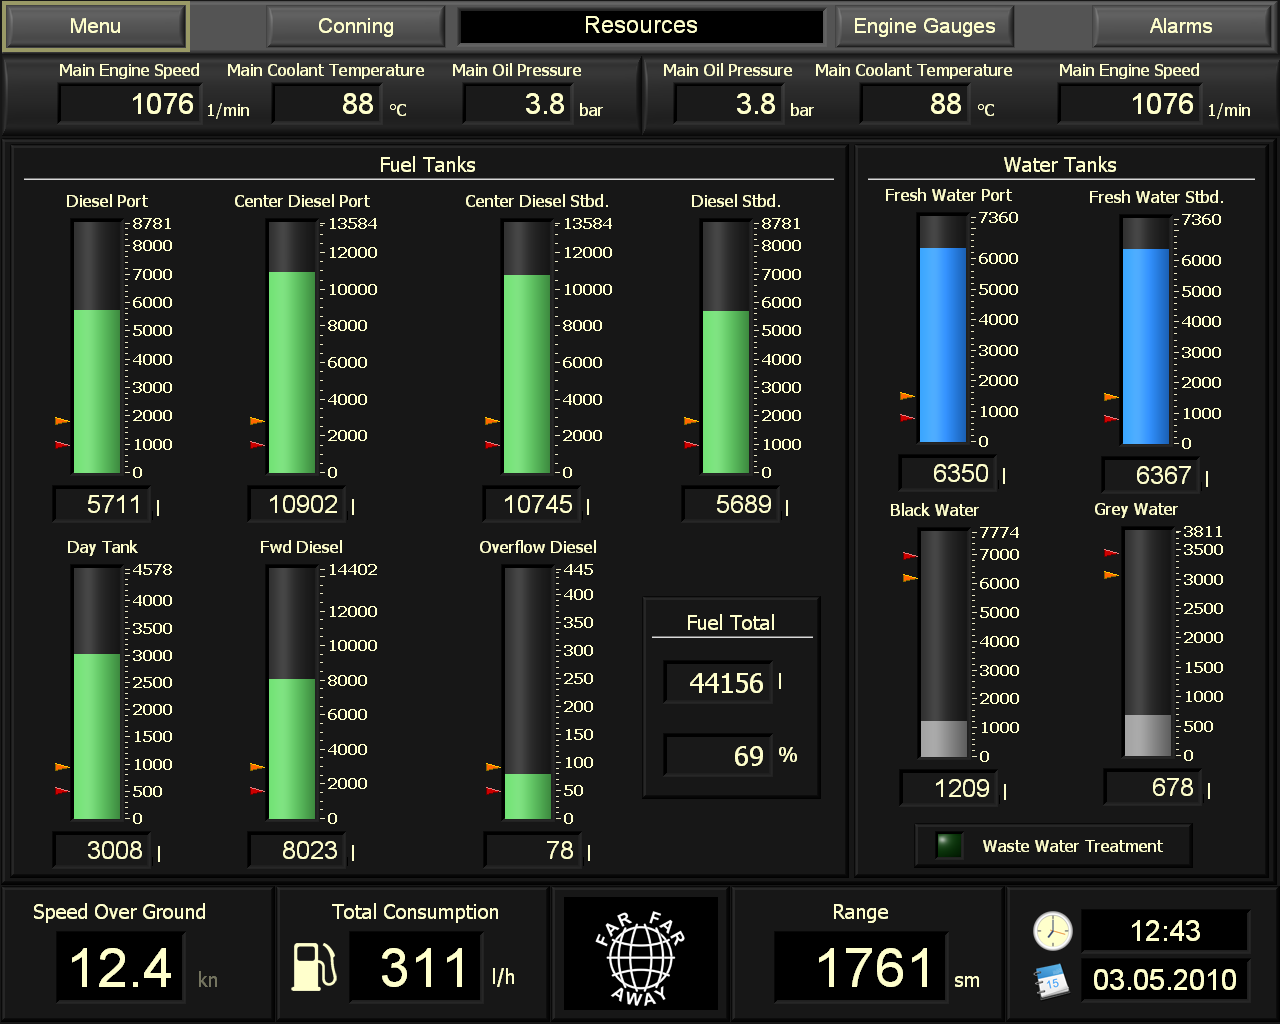 Menu
Conning
Resources
Engine Gauges
Alarms
Main Engine Speed
1076 1/min
Main Coolant Temperature
88 °C
Main Oil Pressure
3.8 bar
Main Oil Pressure
3.8 bar
Main Coolant Temperature
88 °C
Main Engine Speed
1076 1/min
Fuel Tanks
Diesel Port
8781
8000
7000
6000
5000
4000
3000
2000
1000
0
5711 l
Center Diesel Port
13584
12000
10000
8000
6000
4000
2000
0
10902 l
Center Diesel Stbd.
13584
12000
10000
8000
6000
4000
2000
0
10745 l
Diesel Stbd.
8781
8000
7000
6000
5000
4000
3000
2000
1000
0
5689 l
Day Tank
4578
4000
3500
3000
2500
2000
1500
1000
500
0
3008 l
Fwd Diesel
14402
12000
10000
8000
6000
4000
2000
0
8023 l
Overflow Diesel
445
400
350
300
250
200
150
100
50
0
78 l
Fuel Total
44156 l
69 %
Water Tanks
Fresh Water Port
7360
6000
5000
4000
3000
2000
1000
0
6350 l
Fresh Water Stbd.
7360
6000
5000
4000
3000
2000
1000
0
6367 l
Black Water
7774
7000
6000
5000
4000
3000
2000
1000
0
1209 l
Grey Water
3811
3500
3000
2500
2000
1500
1000
500
0
678 l
Waste Water Treatment
Speed Over Ground
12.4 kn
Total Consumption
311 l/h
FAR FAR
AWAY
Range
1761 sm
12:43
15
03.05.2010